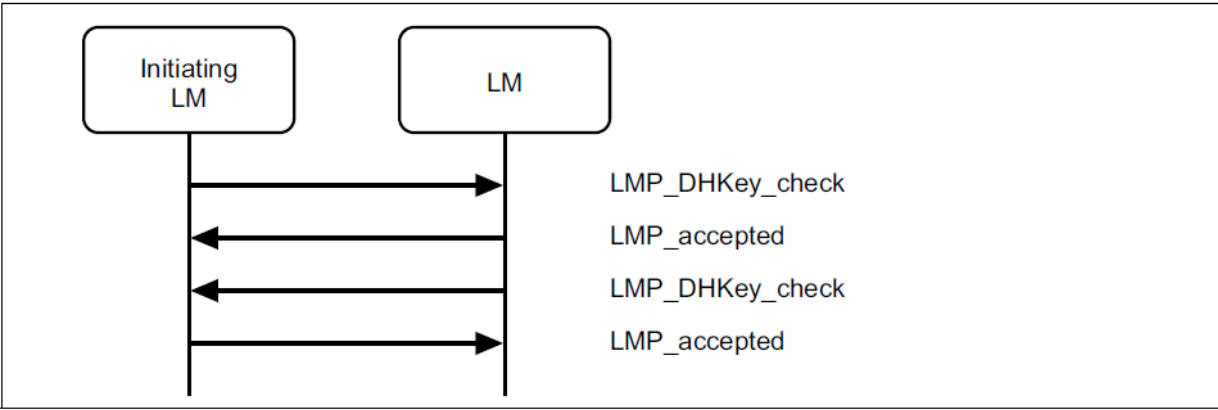 Initiating
LM
LM
LMP_DHKey_check
LMP_accepted
LMP_DHKey_check
LMP_accepted